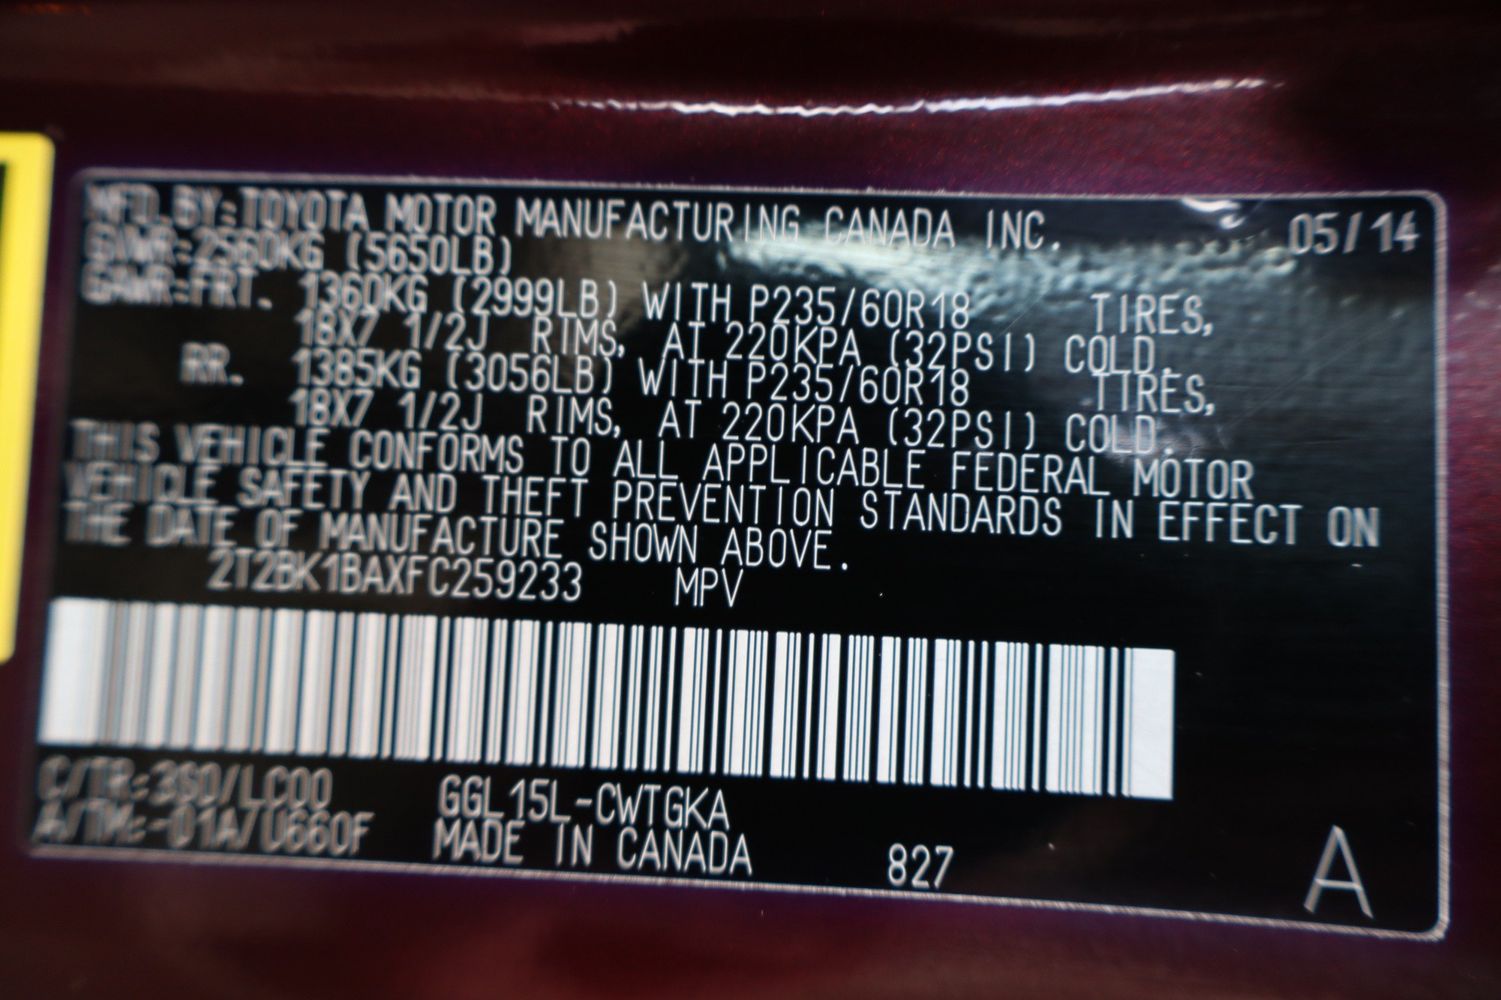 MFD.BY:TOYOTA MOTOR MANUFACTURING CANADA INC. 05/14
GVWR:2560KG (5650LB)
GAWR:FRT. 1360KG (2999LB) WITH P235/60R18 TIRES,
18X7 1/2J RIMS, AT 220KPA (32PSI) COLD.
RR. 1385KG (3056LB) WITH P235/60R18 TIRES,
18X7 1/2J RIMS, AT 220KPA (32PSI) COLD.
THIS VEHICLE CONFORMS TO ALL APPLICABLE FEDERAL MOTOR
VEHICLE SAFETY AND THEFT PREVENTION STANDARDS IN EFFECT ON
THE DATE OF MANUFACTURE SHOWN ABOVE.
2T2BK1BAXFC259233 MPV
C/TR:3S0/LC00 GGL15L-CWTGKA
A/TM:-01A/U660F MADE IN CANADA 827 A